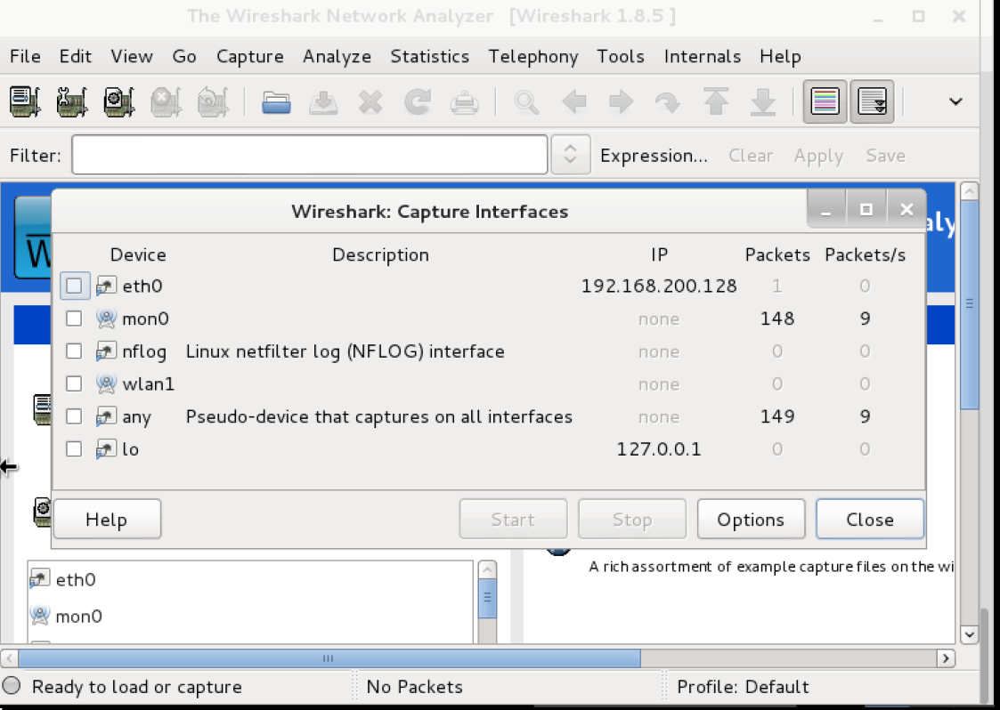 The Wireshark Network Analyzer [Wireshark 1.8.5 ]
File Edit View Go Capture Analyze Statistics Telephony Tools Internals Help
Filter: Expression... Clear Apply Save
Wireshark: Capture Interfaces
Device Description IP Packets Packets/s
eth0 192.168.200.128 1 0
mon0 none 148 9
nflog Linux netfilter log (NFLOG) interface none 0 0
wlan1 none 0 0
any Pseudo-device that captures on all interfaces none 149 9
lo 127.0.0.1 0 0
Help Start Stop Options Close
A rich assortment of example capture files on the wi
eth0
mon0
Ready to load or capture No Packets Profile: Default